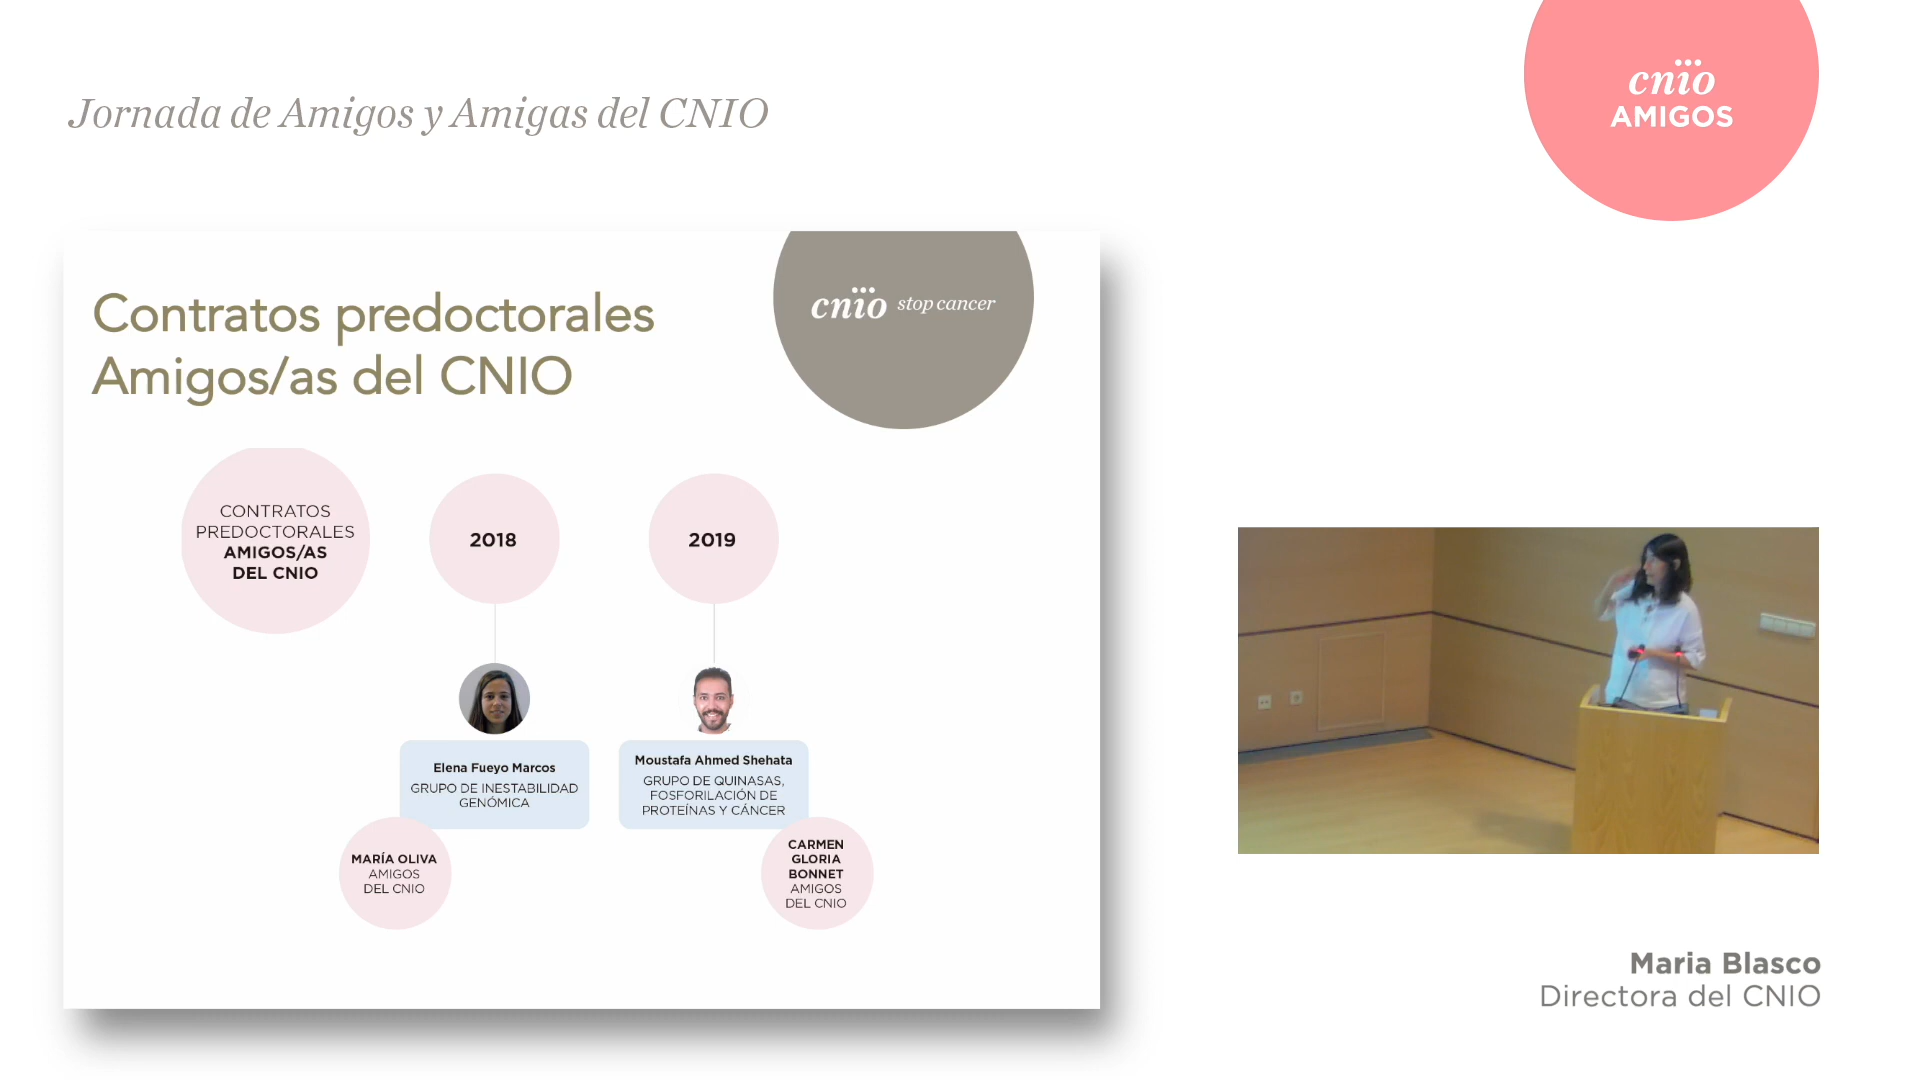 Jornada de Amigos y Amigas del CNIO
cnio
AMIGOS
Contratos predoctorales
Amigos/as del CNIO
cnio stop cancer
CONTRATOS
PREDOCTORALES
AMIGOS/AS
DEL CNIO
2018
2019
Elena Fueyo Marcos
GRUPO DE INESTABILIDAD
GENÓMICA
Moustafa Ahmed Shehata
GRUPO DE QUINASAS,
FOSFORILACIÓN DE
PROTEÍNAS Y CÁNCER
MARÍA OLIVA
AMIGOS
DEL CNIO
CARMEN
GLORIA
BONNET
AMIGOS
DEL CNIO
Maria Blasco
Directora del CNIO